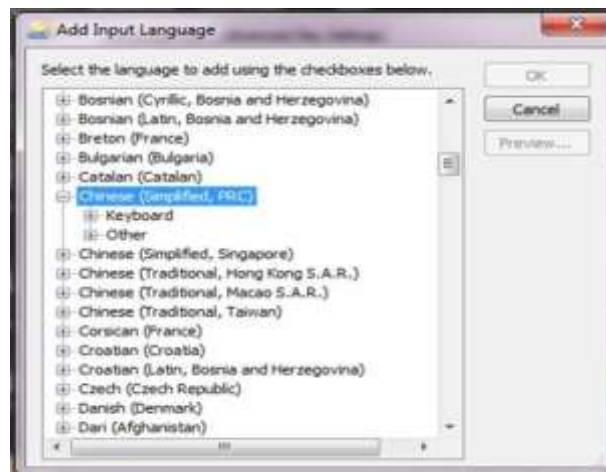 Add Input Language
Select the language to add using the checkboxes below.
Bosnian (Cyrillic, Bosnia and Herzegovina)
Bosnian (Latin, Bosnia and Herzegovina)
Breton (France)
Bulgarian (Bulgaria)
Catalan (Catalan)
Chinese (Simplified, PRC)
Keyboard
Other
Chinese (Simplified, Singapore)
Chinese (Traditional, Hong Kong S.A.R.)
Chinese (Traditional, Macao S.A.R.)
Chinese (Traditional, Taiwan)
Corsican (France)
Croatian (Croatia)
Croatian (Latin, Bosnia and Herzegovina)
Czech (Czech Republic)
Danish (Denmark)
Dari (Afghanistan)
OK
Cancel
Preview...